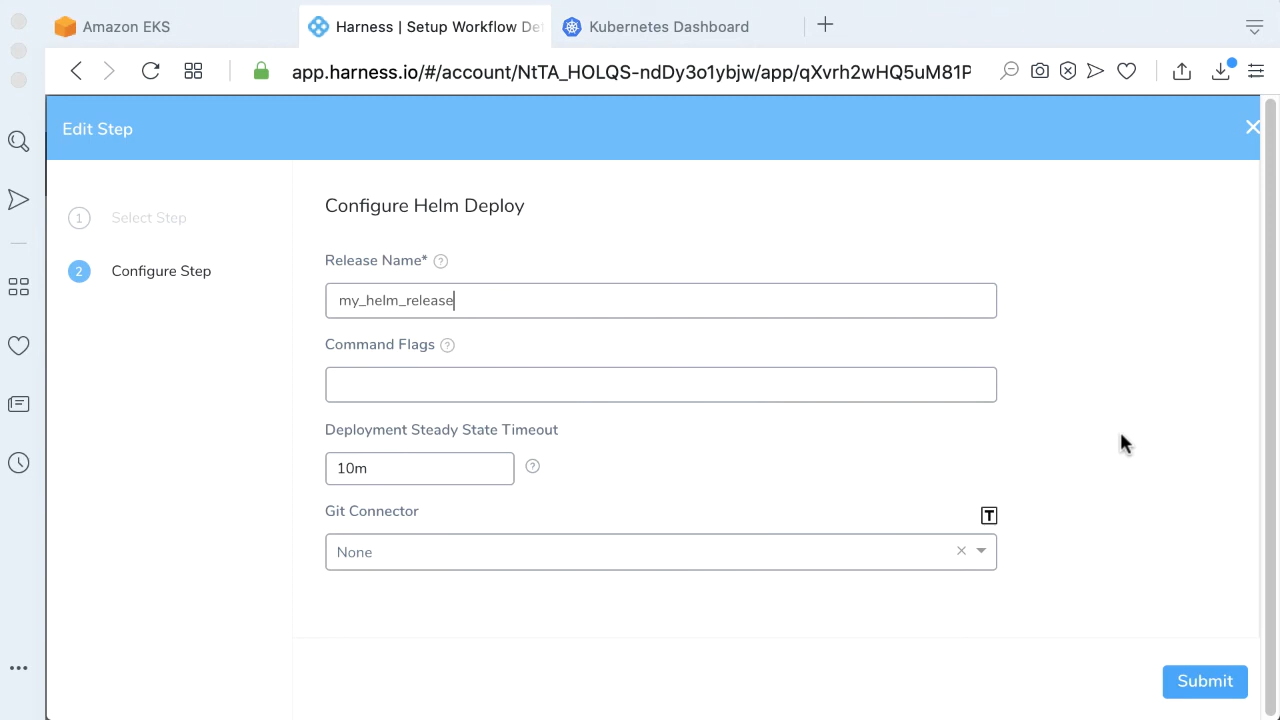 Amazon EKS
Harness | Setup Workflow Def
Kubernetes Dashboard
app.harness.io/#/account/NtTA_HOLQS-ndDy3o1ybjw/app/qXvrh2wHQ5uM81P
Edit Step
1 Select Step
2 Configure Step
Configure Helm Deploy
Release Name* ?
my_helm_release
Command Flags ?
Deployment Steady State Timeout
10m ?
Git Connector T
None
Submit